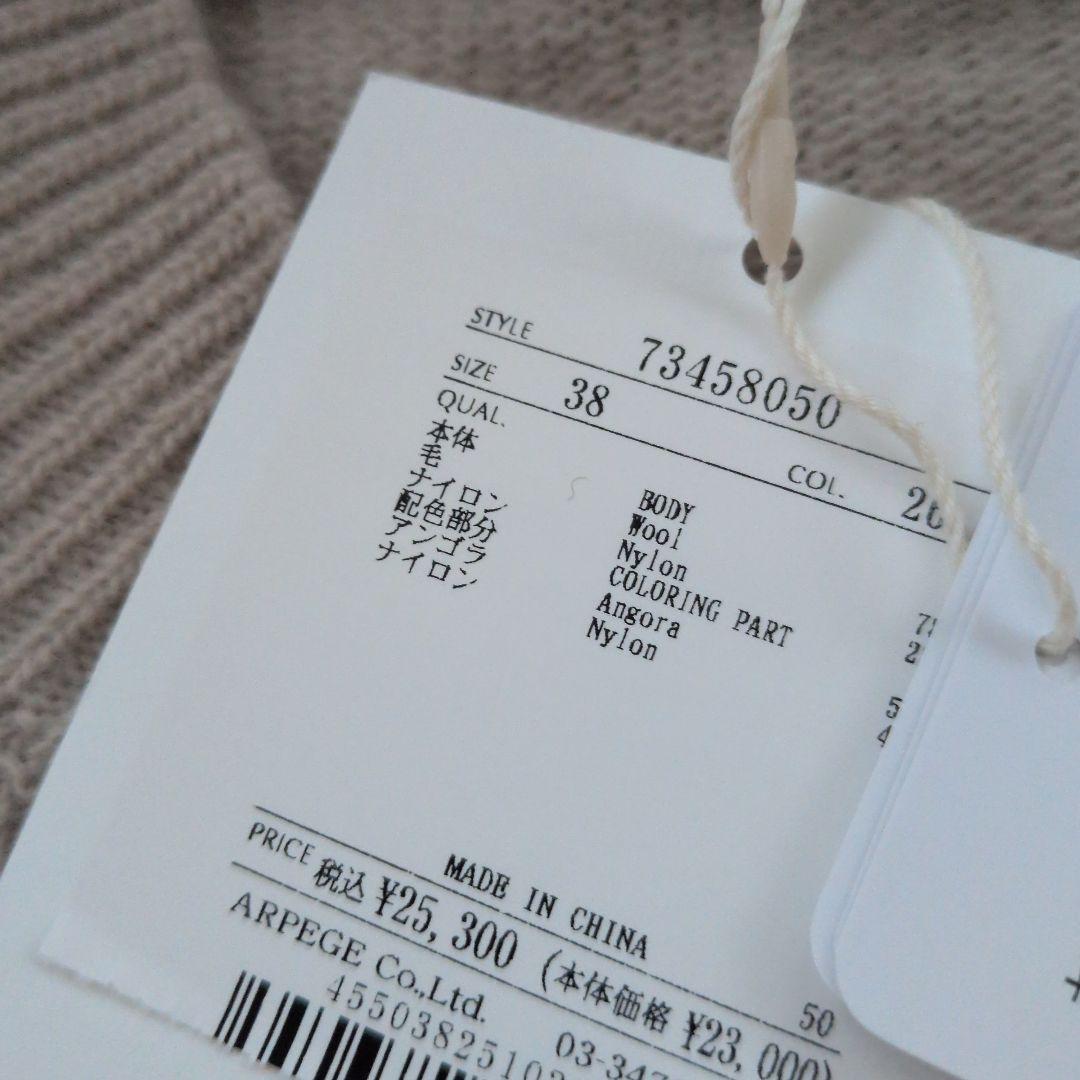 STYLE 73458050
SIZE 38 COL. 26
QUAL.
本体 BODY
毛 Wool
ナイロン Nylon
配色部分 COLORING PART
アンゴラ Angora
ナイロン Nylon
MADE IN CHINA
PRICE 税込 ¥25,300 (本体価格 ¥23,000)
50
ARPEGE Co.,Ltd.